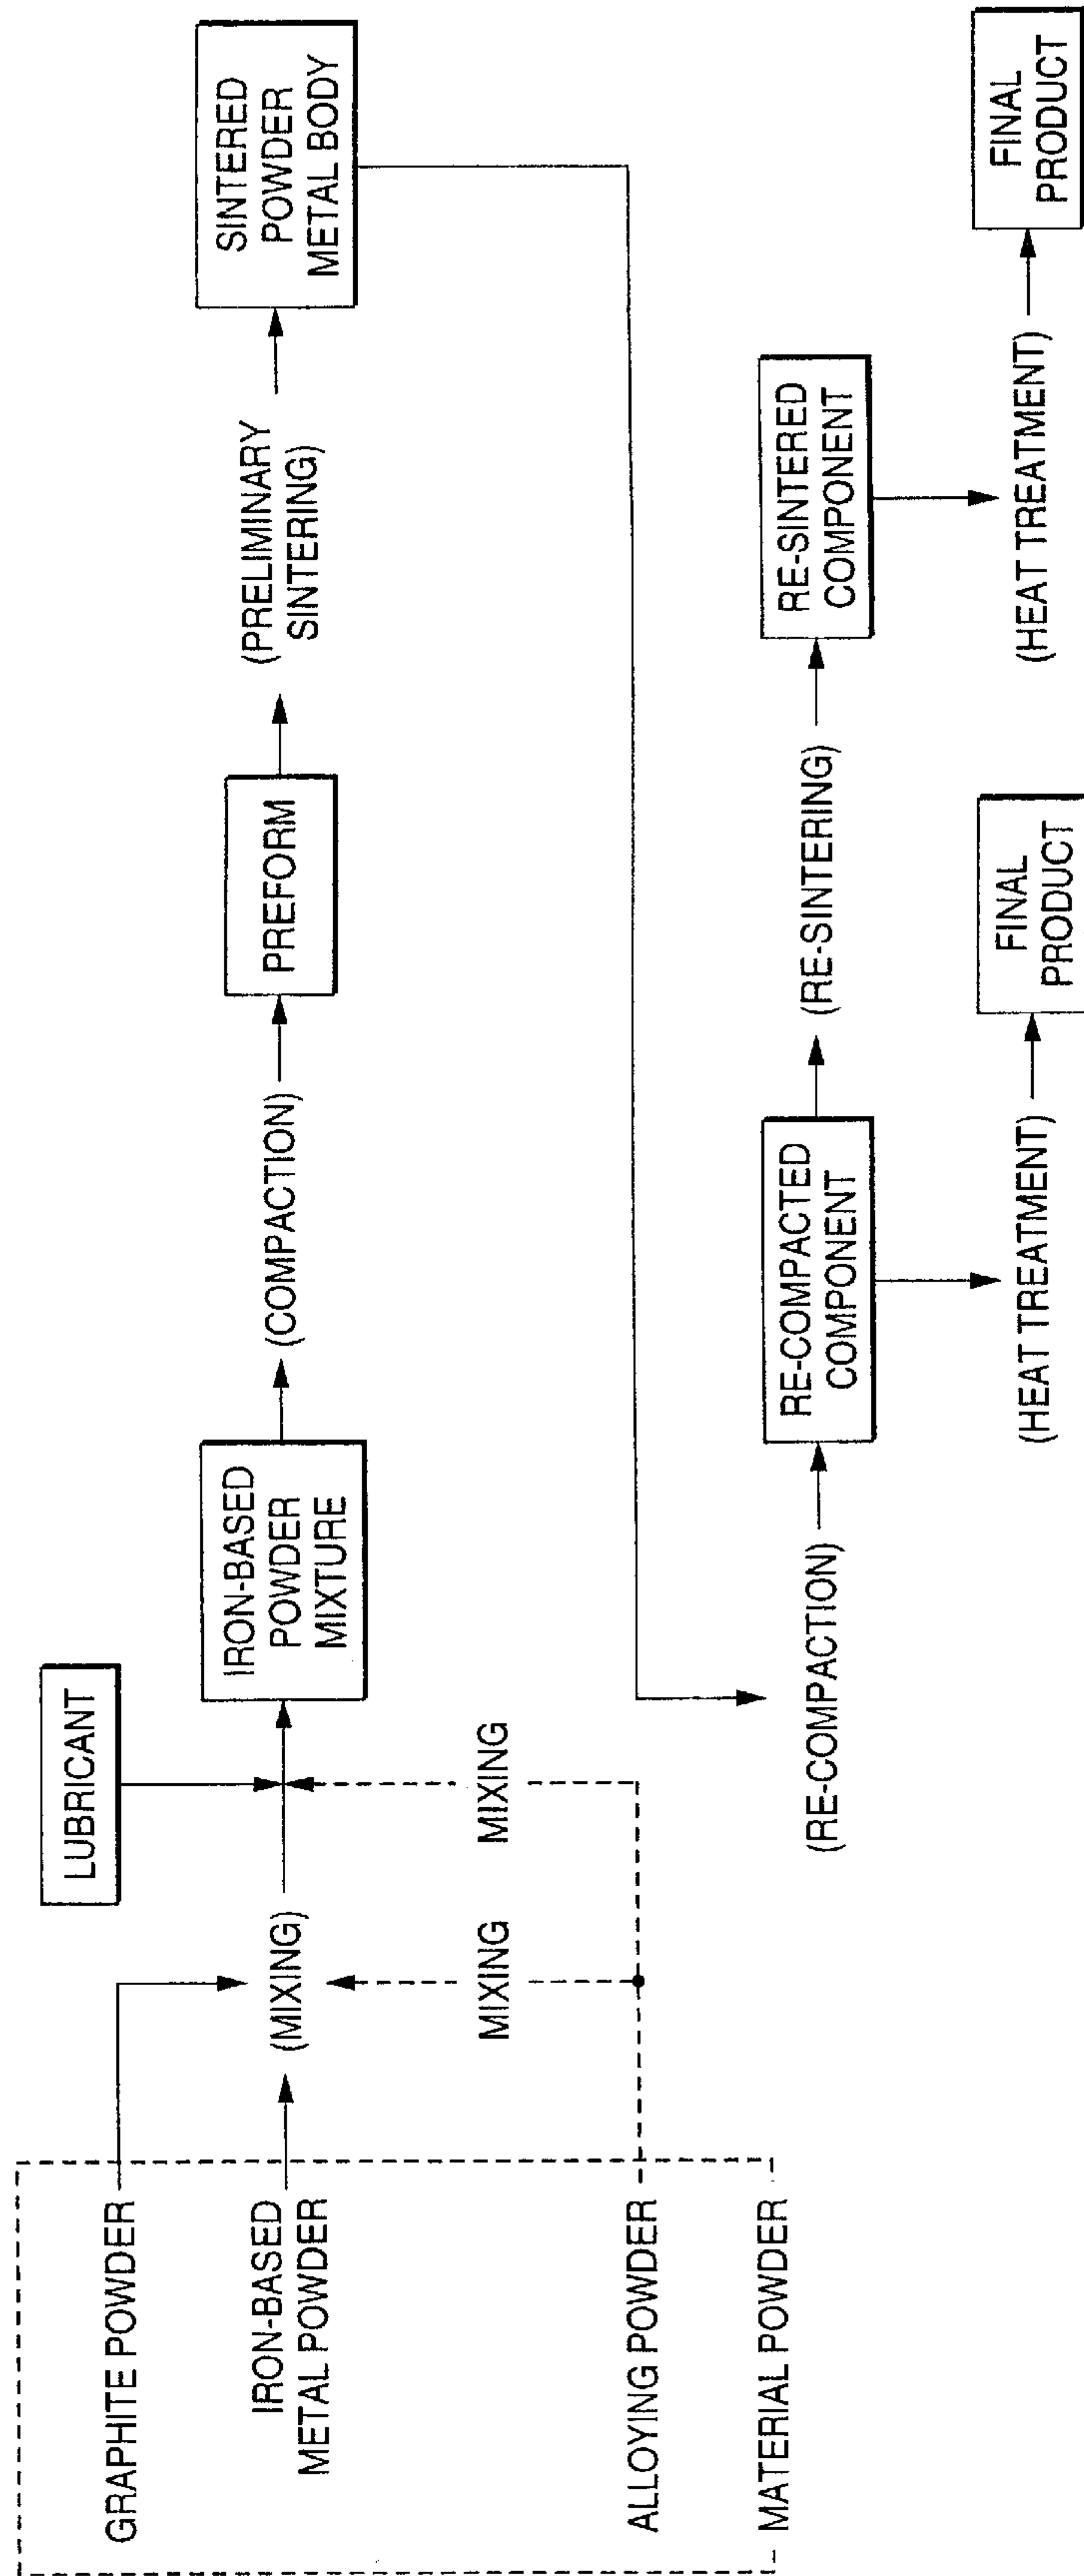 GRAPHITE POWDER
IRON-BASED
METAL POWDER
ALLOYING POWDER
MATERIAL POWDER
(MIXING)
MIXING
MIXING
LUBRICANT
IRON-BASED
POWDER
MIXTURE
(COMPACTION)
PREFORM
(PRELIMINARY
SINTERING)
SINTERED
POWDER
METAL BODY
(RE-COMPACTION)
RE-COMPACTED
COMPONENT
(HEAT TREATMENT)
FINAL
PRODUCT
(RE-SINTERING)
RE-SINTERED
COMPONENT
(HEAT TREATMENT)
FINAL
PRODUCT